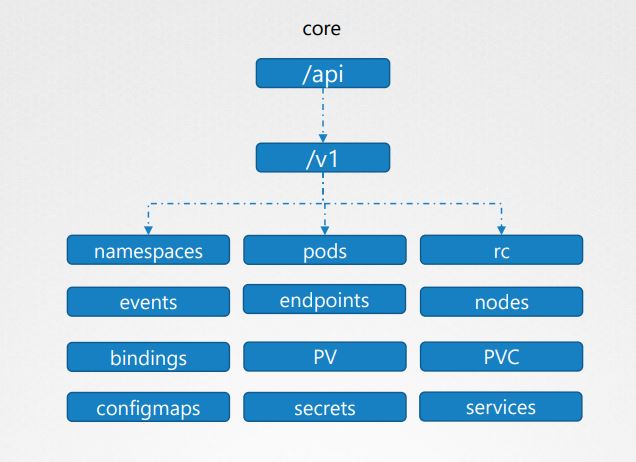 core
/api
/v1
namespaces
pods
rc
events
endpoints
nodes
bindings
PV
PVC
configmaps
secrets
services